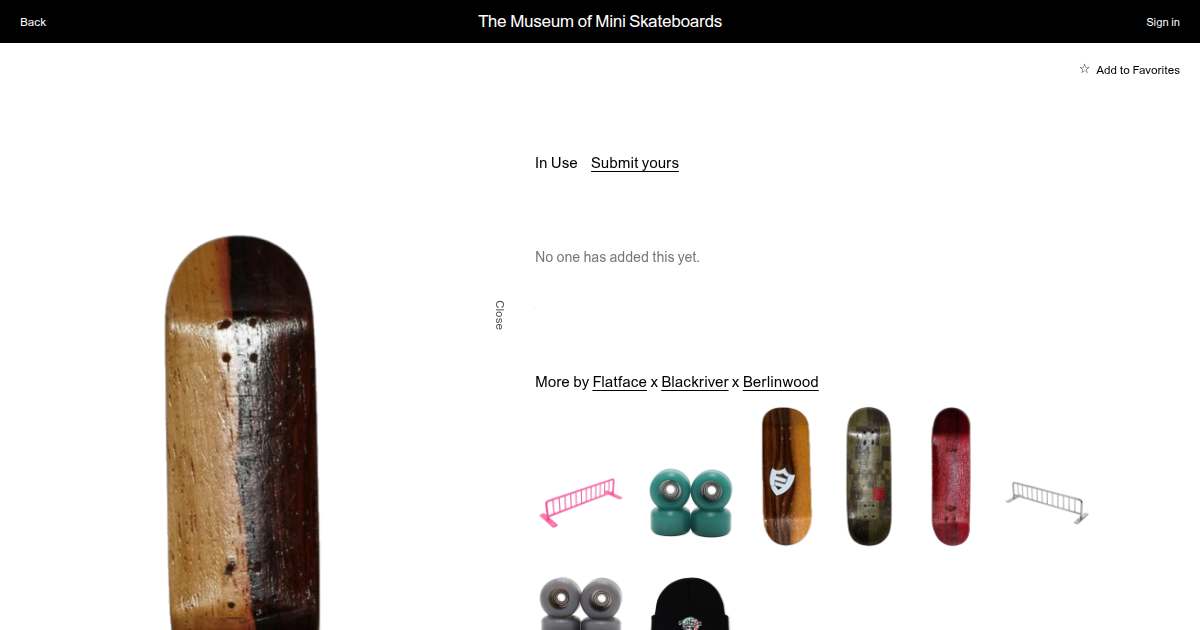 Back
The Museum of Mini Skateboards
Sign in
☆ Add to Favorites
In Use Submit yours
No one has added this yet.
Close
More by Flatface x Blackriver x Berlinwood